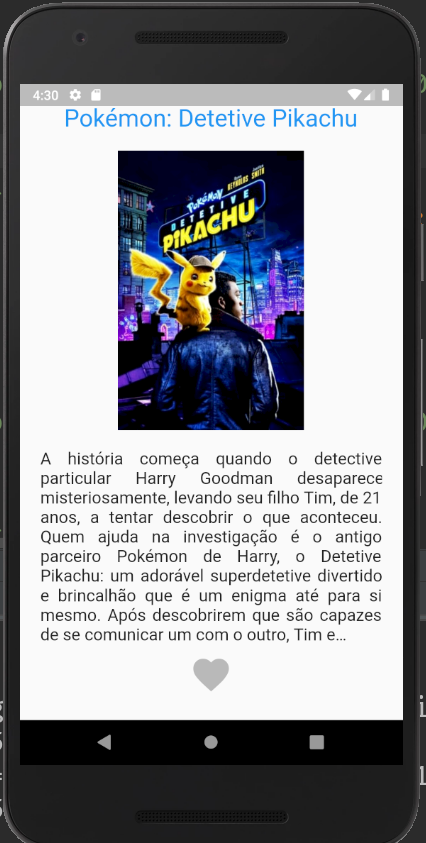 4:30
Pokémon: Detetive Pikachu
RYAN JUSTICE
REYNOLDS SMITH
POKÉMON
DETETIVE
PIKACHU
A história começa quando o detective
particular Harry Goodman desaparece
misteriosamente, levando seu filho Tim, de 21
anos, a tentar descobrir o que aconteceu.
Quem ajuda na investigação é o antigo
parceiro Pokémon de Harry, o Detetive
Pikachu: um adorável superdetetive divertido
e brincalhão que é um enigma até para si
mesmo. Após descobrirem que são capazes
de se comunicar um com o outro, Tim e…